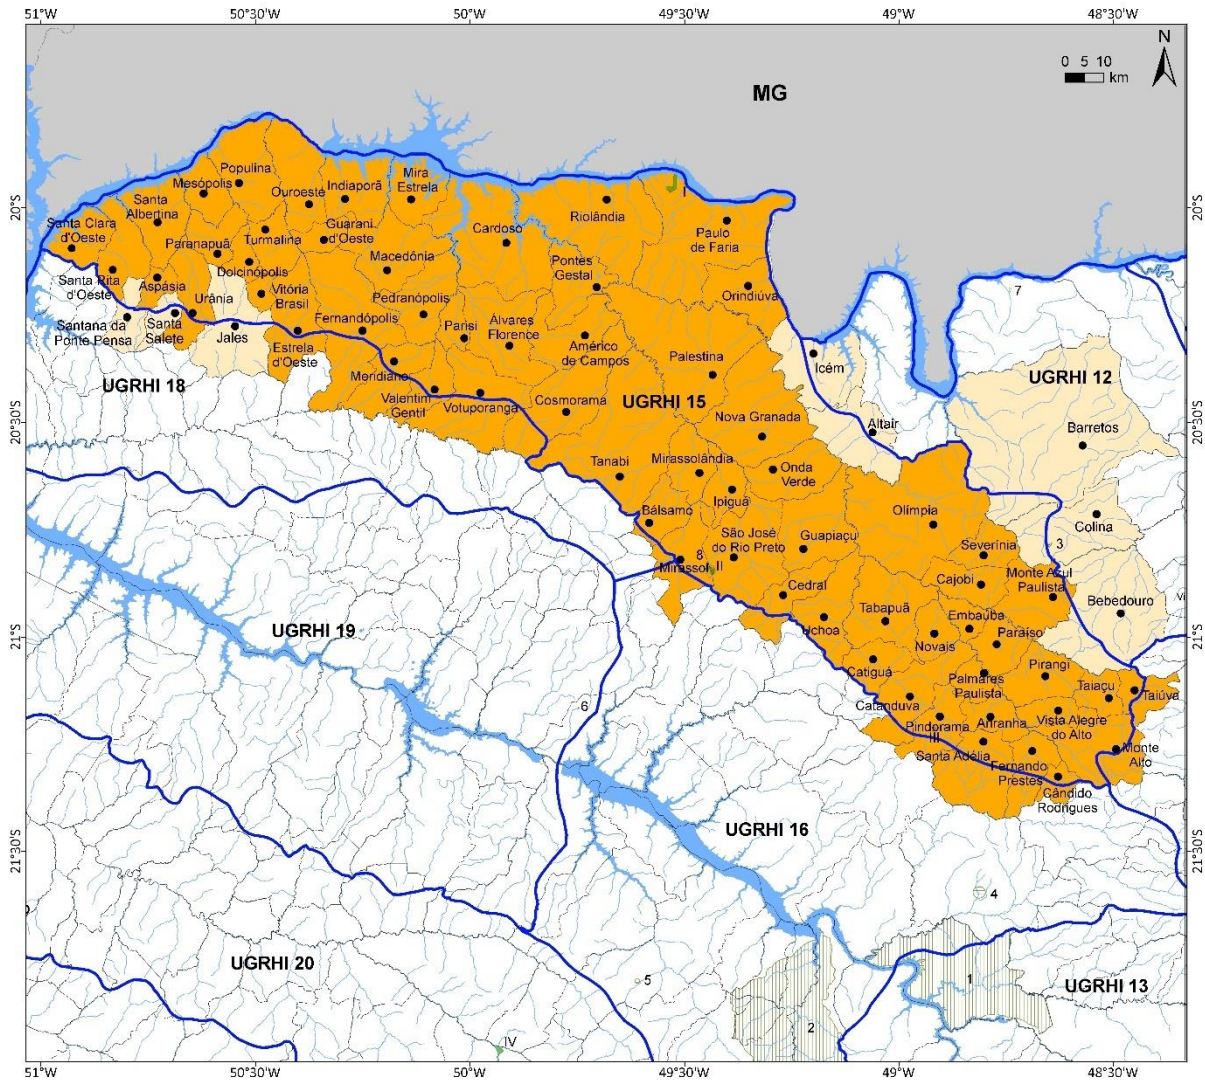 51°W
50°30'W
50°W
49°30'W
49°W
48°30'W
N
0 5 10
km
MG
Populina
Mesópolis
Santa
Albertina
Ouroeste
Indiaporã
Mira
Estrela
I
20°S
20°S
Santa Clara
d'Oeste
Turmalina
Guarani
d'Oeste
Cardoso
Riolândia
Paulo
de Faria
Paranapuã
Dolcinópolis
Macedônia
Pontes
Gestal
Santa Rita
d'Oeste
Aspásia
Urânia
Vitória
Brasil
Pedranópolis
Orindiúva
7
Santana da
Ponte Pensa
Santa
Salete
Jales
Fernandópolis
Parisi
Álvares
Florence
Américo
de Campos
Estrela
d'Oeste
Palestina
Icém
UGRHI 18
UGRHI 12
Meridiano
Valentim
Gentil
Votuporanga
Cosmorama
UGRHI 15
Nova Granada
Altair
Barretos
20°30'S
20°30'S
Tanabi
Mirassolândia
Onda
Verde
Ipiguá
Bálsamo
Olímpia
Colina
São José
do Rio Preto
Guapiaçu
Severínia
3
8
Mirassol
II
Cedral
Cajobi
Monte Azul
Paulista
Bebedouro
Vi
Tabapuã
Embaúba
Uchoa
Novais
Paraíso
UGRHI 19
21°S
21°S
Catiguá
Palmares
Paulista
Pirangi
Taiaçu
Taiúva
6
Catanduva
Pindorama
III
Ariranha
Vista Alegre
do Alto
Santa Adélia
Fernando
Prestes
Monte
Alto
Cândido
Rodrigues
UGRHI 16
21°30'S
21°30'S
4
UGRHI 20
5
1
UGRHI 13
2
IV
51°W
50°30'W
50°W
49°30'W
49°W
48°30'W